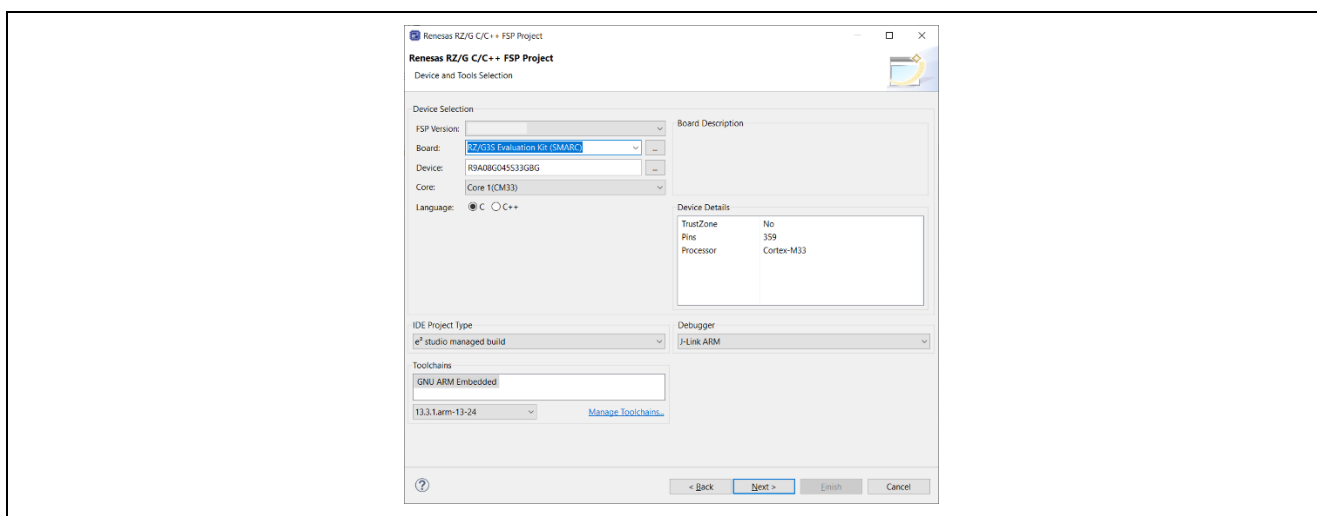 Renesas RZ/G C/C++ FSP Project
Renesas RZ/G C/C++ FSP Project
Device and Tools Selection
Device Selection
FSP Version:
Board: RZ/G3S Evaluation Kit (SMARC) ...
Device: R9A08G045S33GBG ...
Core: Core 1(CM33)
Language: C C++
Board Description
Device Details
TrustZone No
Pins 359
Processor Cortex-M33
IDE Project Type
e² studio managed build
Debugger
J-Link ARM
Toolchains
GNU ARM Embedded
13.3.1.arm-13-24 Manage Toolchains...
? < Back Next > Finish Cancel